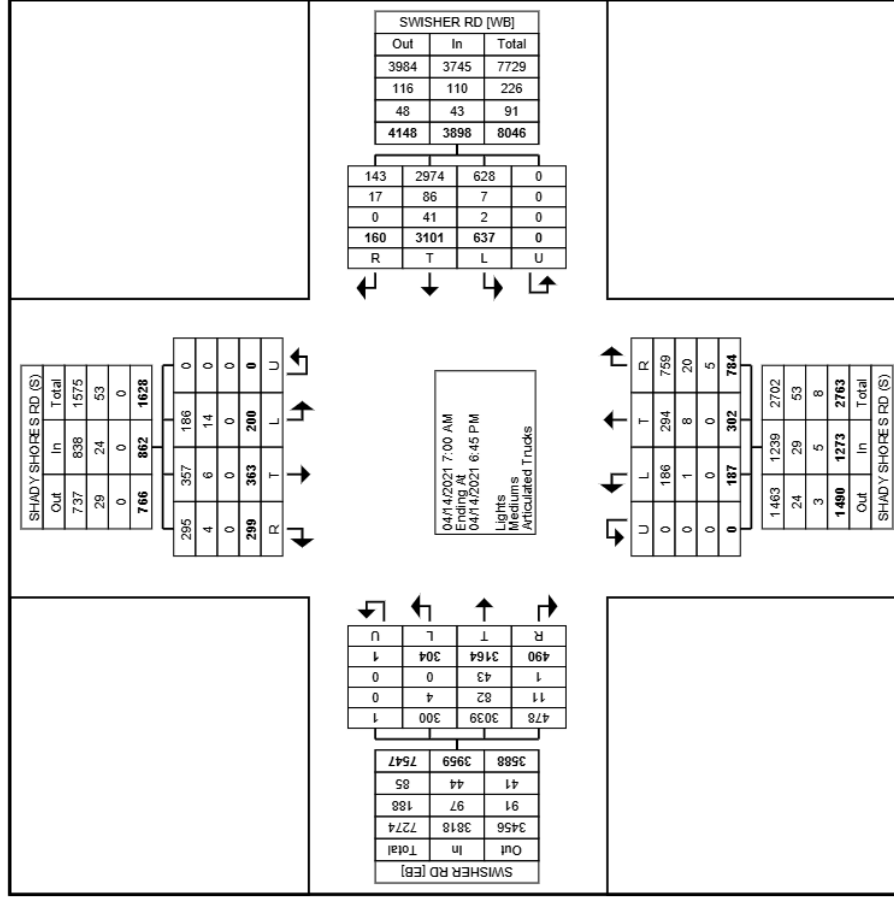 SWISHER RD [WB]
Out In Total
3984 3745 7729
116 110 226
48 43 91
4148 3898 8046
143 2974 628 0
17 86 7 0
0 41 2 0
160 3101 637 0
R T L U
SHADY SHORES RD (S)
Out In Total
737 838 1575
29 24 53
0 0 0
766 862 1628
295 357 186 0
4 6 14 0
0 0 0 0
299 363 200 0
R T L U
04/14/2021 7:00 AM
Ending At
04/14/2021 6:45 PM
Lights
Mediums
Articulated Trucks
U L T R
0 186 294 759
0 1 8 20
0 0 0 5
0 187 302 784
1463 1239 2702
24 29 53
3 5 8
1490 1273 2763
Out In Total
SHADY SHORES RD (S)
SWISHER RD [EB]
Out In Total
3456 3818 7274
91 97 188
41 44 85
3588 3959 7547
478 3039 300 1
11 82 4 0
1 43 0 0
490 3164 304 1
R T L U